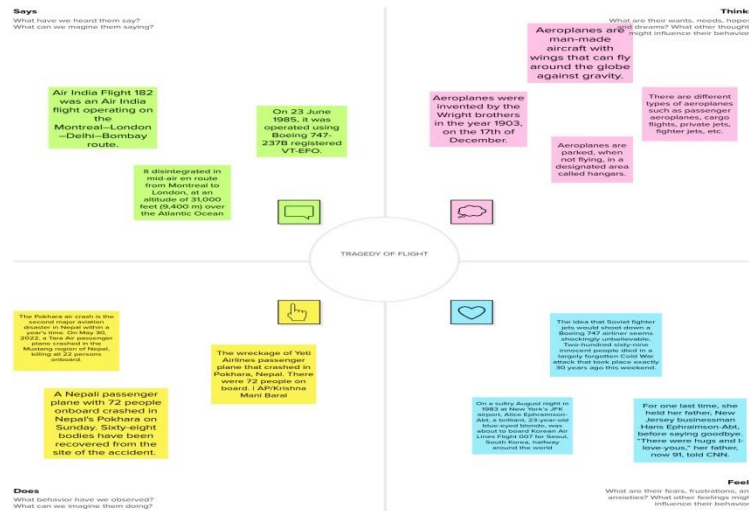 Says
What have we heard them say?
What can we magine them saying?
Air India Flight 182
was an Air India
flight operating on
the
Montreal–London
–Delhi–Bombay
route.
On 23 June
1985, it was
operated using
Boeing 747-
237B registered
VT-EFO.
It disintegrated in
mid-air en route
from Montreal to
London, at an
altitude of 31,000
feet (9,400 m) over
the Atlantic Ocean
Think
What are their wants, needs, hopes
and dreams? What other thought
might influence their behavior
Aeroplanes are
man-made
aircraft with
wings that can fly
around the globe
against gravity.
Aeroplanes were
invented by the
Wright brothers
in the year 1903,
on the 17th of
December.
There are different
types of aeroplanes
such as passenger
aeroplanes, cargo
flights, private jets,
fighter jets, etc.
Aeroplanes are
parked, when
not flying, in a
designated area
called hangars.
TRAGEDY OF FLIGHT
The Pokhara air crash is the
second major aviation
disaster in Nepal within a
year's time. On May 30,
2022, a Tara Air passenger
plane crashed in the
Mustang region of Nepal,
killing all 22 persons
onboard.
The wreckage of Yeti
Airlines passenger
plane that crashed in
Pokhara, Nepal. There
were 72 people on
board. | AP/Krishna
Mani Baral
A Nepali passenger
plane with 72 people
onboard crashed in
Nepal's Pokhara on
Sunday. Sixty-eight
bodies have been
recovered from the
site of the accident.
Does
What behavior have we observed?
What can we imagine them doing?
The idea that Soviet fighter
jets would shoot down a
Boeing 747 airliner seems
shockingly unbelievable.
Two-hundred sixty-nine
innocent people died in a
largely forgotten Cold War
attack that took place exactly
30 years ago this weekend.
On a sultry August night in
1983 at New York's JFK
airport, Alice Ephraimson-
Abt, a brilliant, 23-year-old
blue-eyed blonde, was
about to board Korean Air
Lines Flight 007 for Seoul,
South Korea, halfway
around the world
For one last time, she
held her father, New
Jersey businessman
Hans Ephraimson-Abt,
before saying goodbye.
"There were hugs and I-
love-yous," her father,
now 91, told CNN.
Feel
What are their fears, frustrations, an
anxieties? What other feelings migh
influence their behavior